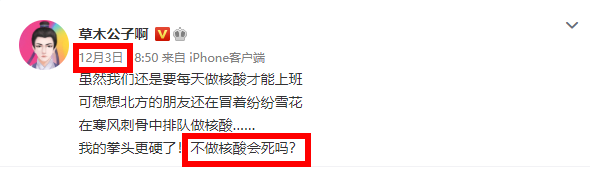 草木公子啊
12月3日 8:50 来自 iPhone客户端
虽然我们还是要每天做核酸才能上班
可想想北方的朋友还在冒着纷纷雪花
在寒风刺骨中排队做核酸......
我的拳头更硬了！不做核酸会死吗？